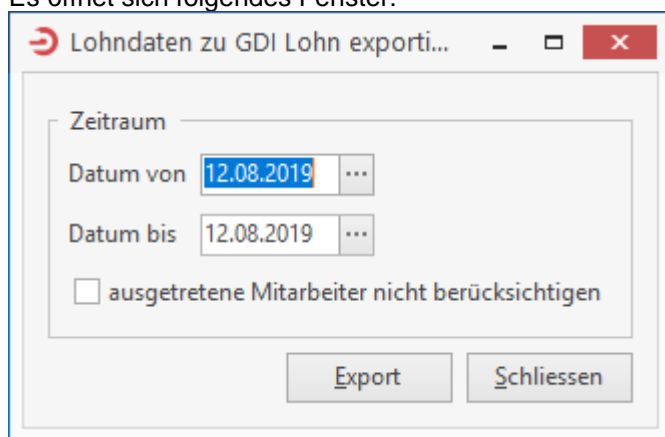 Es öffnet sich folgendes Fenster:
Lohndaten zu GDI Lohn exporti...
Zeitraum
Datum von 12.08.2019 ...
Datum bis 12.08.2019 ...
ausgetretene Mitarbeiter nicht berücksichtigen
Export Schliessen